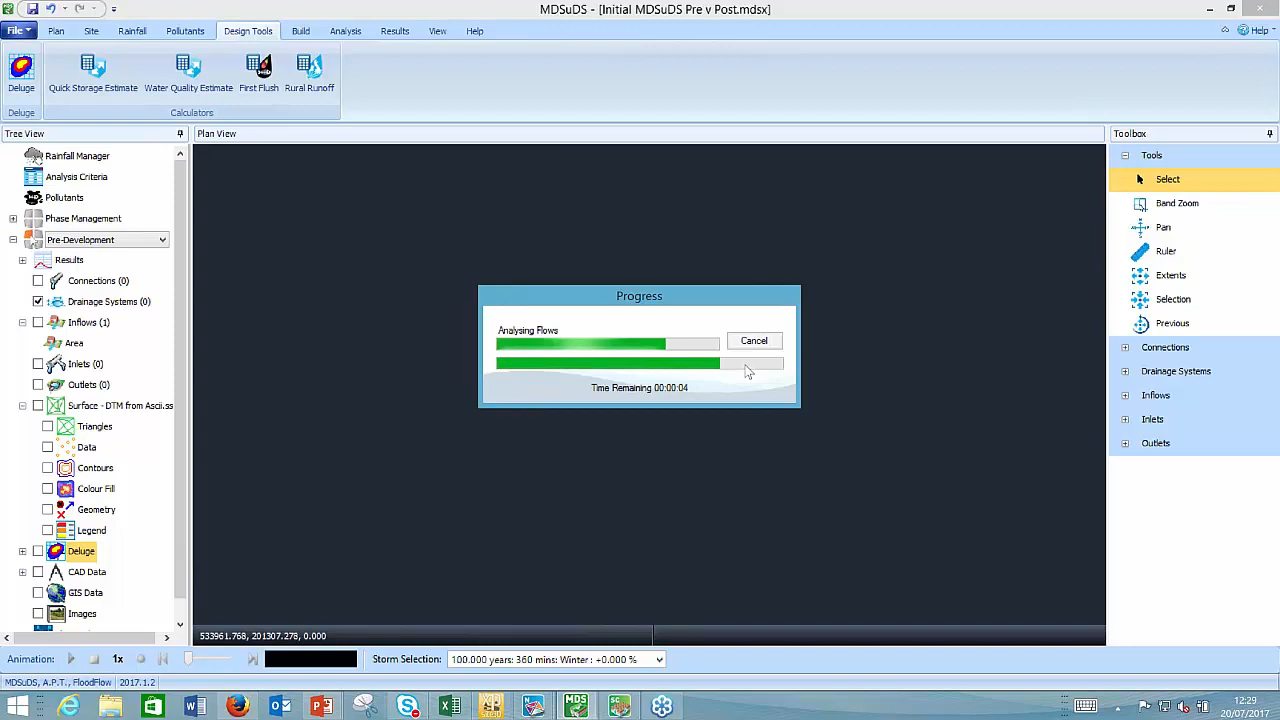 MDSuDS - [Initial MDSuDS Pre v Post.mdsx]
File Plan Site Rainfall Pollutants Design Tools Build Analysis Results View Help Help
Deluge Quick Storage Estimate Water Quality Estimate First Flush Rural Runoff
Deluge Calculators
Tree View
Plan View
Toolbox
Rainfall Manager
Analysis Criteria
Pollutants
Phase Management
Pre-Development
Results
Connections (0)
Drainage Systems (0)
Inflows (1)
Area
Inlets (0)
Outlets (0)
Surface - DTM from Ascii.ss
Triangles
Data
Contours
Colour Fill
Geometry
Legend
Deluge
CAD Data
GIS Data
Images
Progress
Analysing Flows
Cancel
Time Remaining 00:00:04
Tools
Select
Band Zoom
Pan
Ruler
Extents
Selection
Previous
Connections
Drainage Systems
Inflows
Inlets
Outlets
533961.768, 201307.278, 0.000
Animation: 1x Storm Selection: 100.000 years: 360 mins: Winter : +0.000 %
MDSuDS, A.P.T., FloodFlow 2017.1.2
12:29
20/07/2017